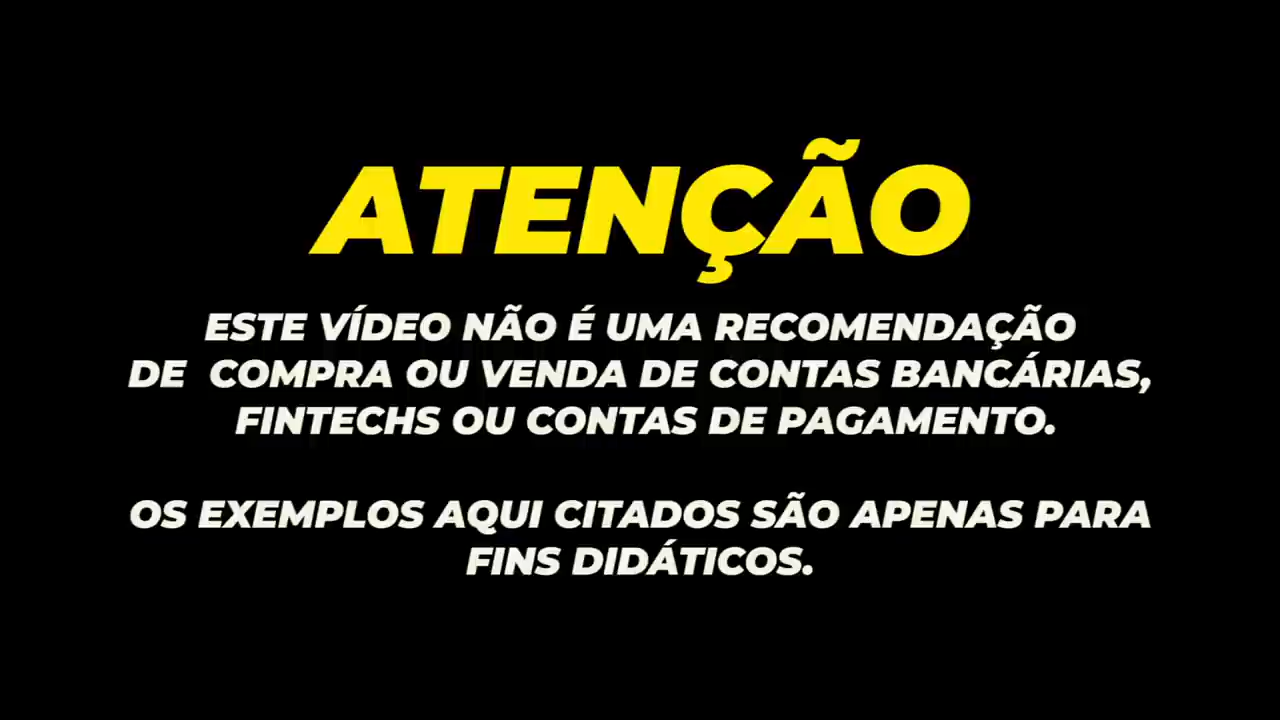 ATENÇÃO
ESTE VÍDEO NÃO É UMA RECOMENDAÇÃO
DE COMPRA OU VENDA DE CONTAS BANCÁRIAS,
FINTECHS OU CONTAS DE PAGAMENTO.
OS EXEMPLOS AQUI CITADOS SÃO APENAS PARA
FINS DIDÁTICOS.